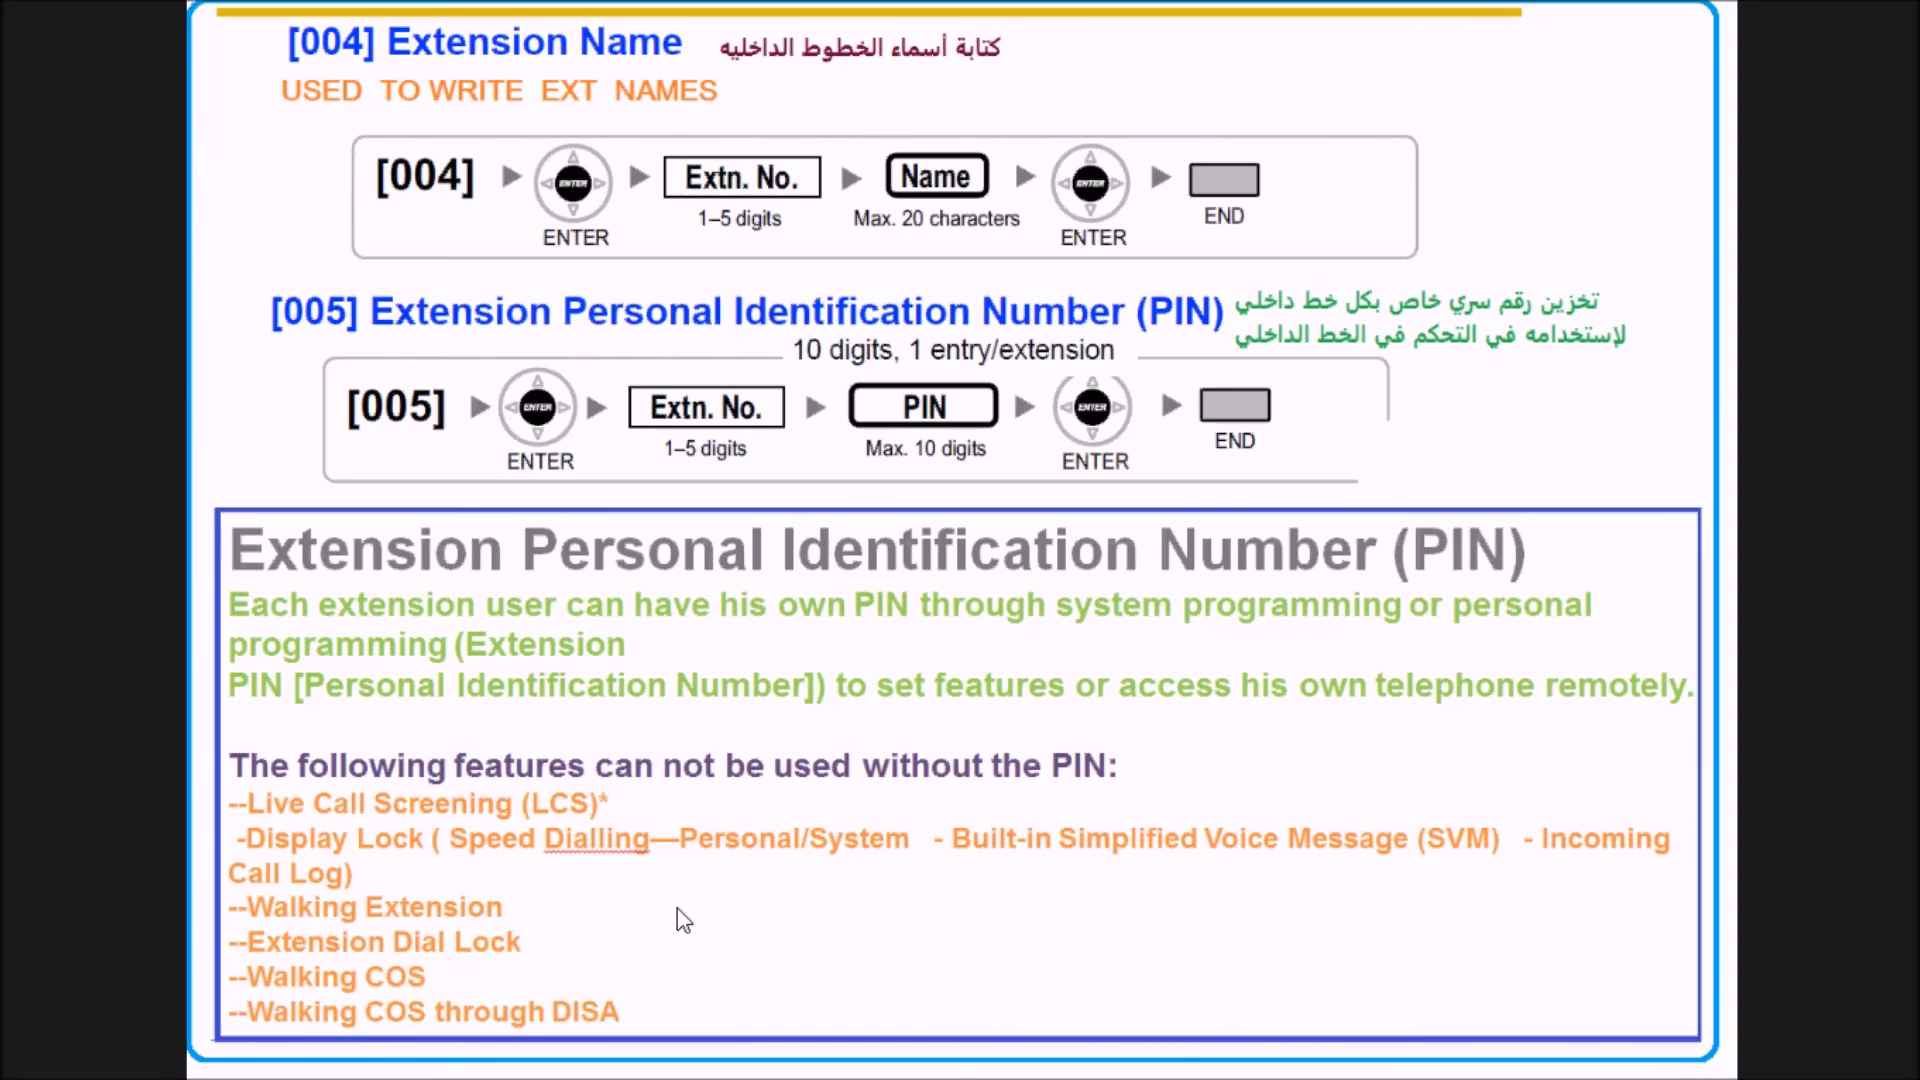 [004] Extension Name كتابة أسماء الخطوط الداخليه
USED TO WRITE EXT NAMES
[004] ENTER Extn. No. Name ENTER
1–5 digits Max. 20 characters END
ENTER ENTER
[005] Extension Personal Identification Number (PIN) تخزين رقم سري خاص بكل خط داخلي
لإستخدامه في التحكم في الخط الداخلي
10 digits, 1 entry/extension
[005] ENTER Extn. No. PIN ENTER
1–5 digits Max. 10 digits END
ENTER ENTER
Extension Personal Identification Number (PIN)
Each extension user can have his own PIN through system programming or personal
programming (Extension
PIN [Personal Identification Number]) to set features or access his own telephone remotely.
The following features can not be used without the PIN:
--Live Call Screening (LCS)*
-Display Lock ( Speed Dialling—Personal/System - Built-in Simplified Voice Message (SVM) - Incoming
Call Log)
--Walking Extension
--Extension Dial Lock
--Walking COS
--Walking COS through DISA